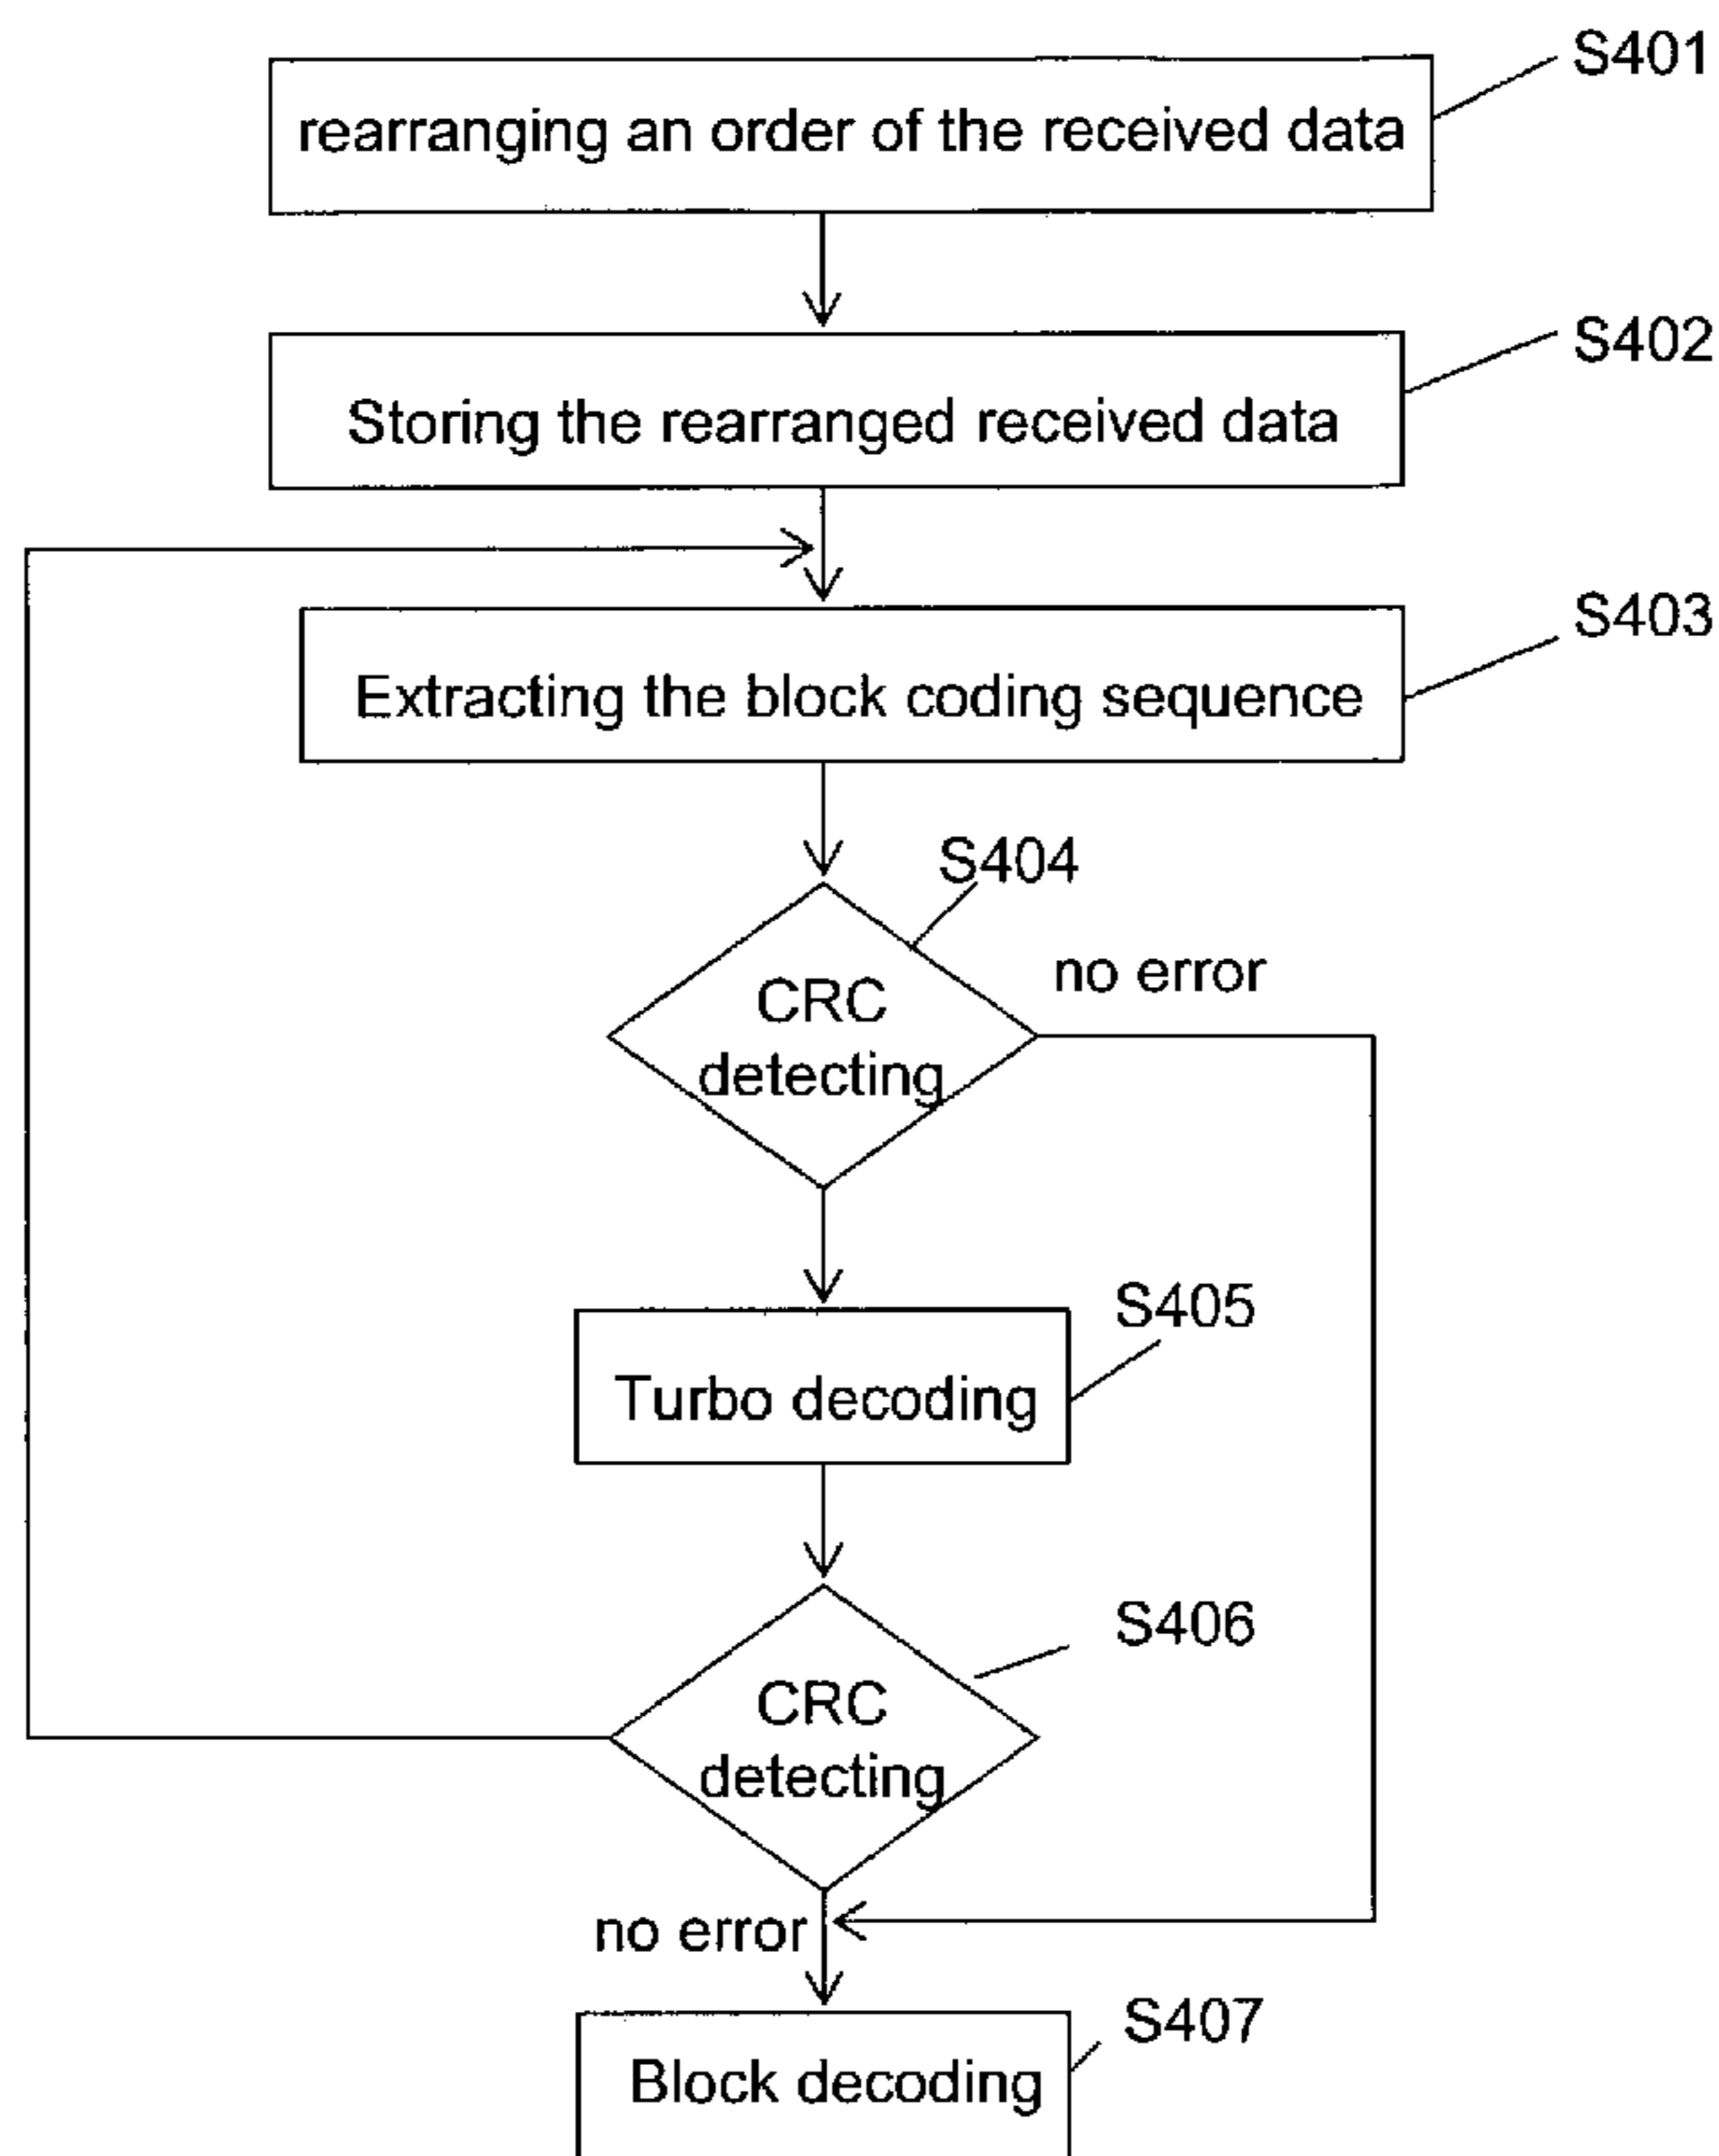 S401
rearranging an order of the received data
S402
Storing the rearranged received data
S403
Extracting the block coding sequence
S404
no error
CRC
detecting
S405
Turbo decoding
S406
CRC
detecting
no error
S407
Block decoding